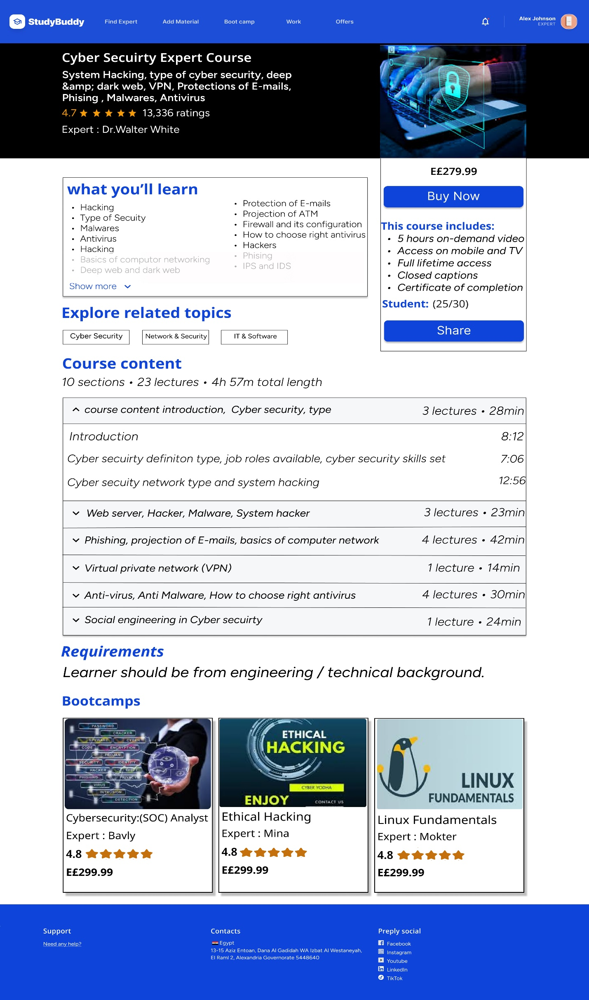 StudyBuddy
Find Expert
Add Material
Boot camp
Work
Offers
Alex Johnson
EXPERT
Cyber Secuirty Expert Course
System Hacking, type of cyber security, deep
&amp; dark web, VPN, Protections of E-mails,
Phising , Malwares, Antivirus
4.7 13,336 ratings
Expert : Dr.Walter White
E£279.99
Buy Now
This course includes:
• 5 hours on-demand video
• Access on mobile and TV
• Full lifetime access
• Closed captions
• Certificate of completion
Student: (25/30)
Share
what you’ll learn
• Hacking
• Type of Secuity
• Malwares
• Antivirus
• Hacking
• Basics of computor networking
• Deep web and dark web
• Protection of E-mails
• Projection of ATM
• Firewall and its configuration
• How to choose right antivirus
• Hackers
• Phising
• IPS and IDS
Show more
Explore related topics
Cyber Security
Network & Security
IT & Software
Course content
10 sections • 23 lectures • 4h 57m total length
course content introduction, Cyber security, type 3 lectures • 28min
Introduction 8:12
Cyber secuirty definiton type, job roles available, cyber security skills set 7:06
Cyber secuity network type and system hacking 12:56
Web server, Hacker, Malware, System hacker 3 lectures • 23min
Phishing, projection of E-mails, basics of computer network 4 lectures • 42min
Virtual private network (VPN) 1 lecture • 14min
Anti-virus, Anti Malware, How to choose right antivirus 4 lectures • 30min
Social engineering in Cyber secuirty 1 lecture • 24min
Requirements
Learner should be from engineering / technical background.
Bootcamps
PASSWORD
CRACKER
SPYWARE CYBER
CODE ENCRYPTION
TROJAN
SECURITY IDENTITY
HACKER THEFT
PHISHING PRIVACY
VIRUS
INTRUSION
DETECTION
Cybersecurity:(SOC) Analyst
Expert : Bavly
4.8
E£299.99
ETHICAL
HACKING
CYBER YODHA
ENJOY
CONTACT US
Ethical Hacking
Expert : Mina
4.8
E£299.99
LINUX
FUNDAMENTALS
Linux Fundamentals
Expert : Mokter
4.8
E£299.99
Support
Need any help?
Contacts
Egypt
13-15 Aziz Entoan, Dana Al Gadidah WA Izbat Al Westaneyah,
El Raml 2, Alexandria Governorate 5448640
Preply social
Facebook
Instagram
Youtube
LinkedIn
TikTok